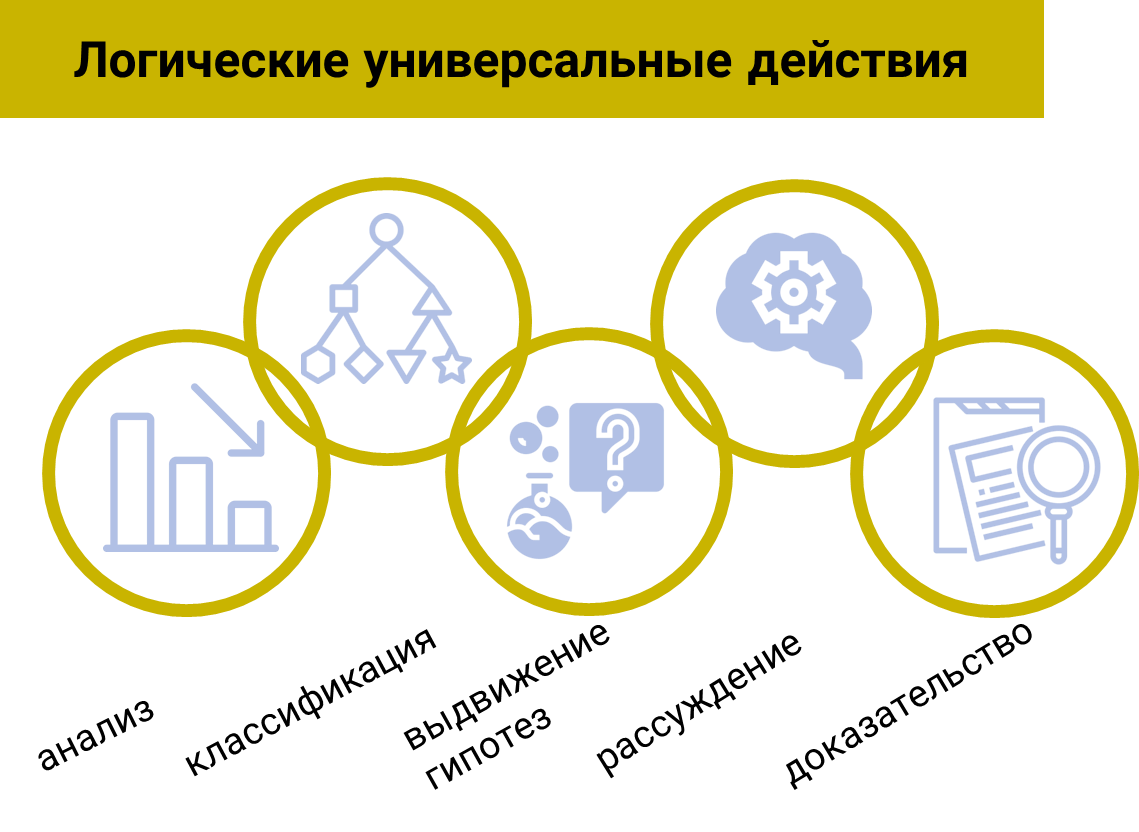 Логические универсальные действия
анализ
классификация
выдвижение
гипотез
рассуждение
доказательство